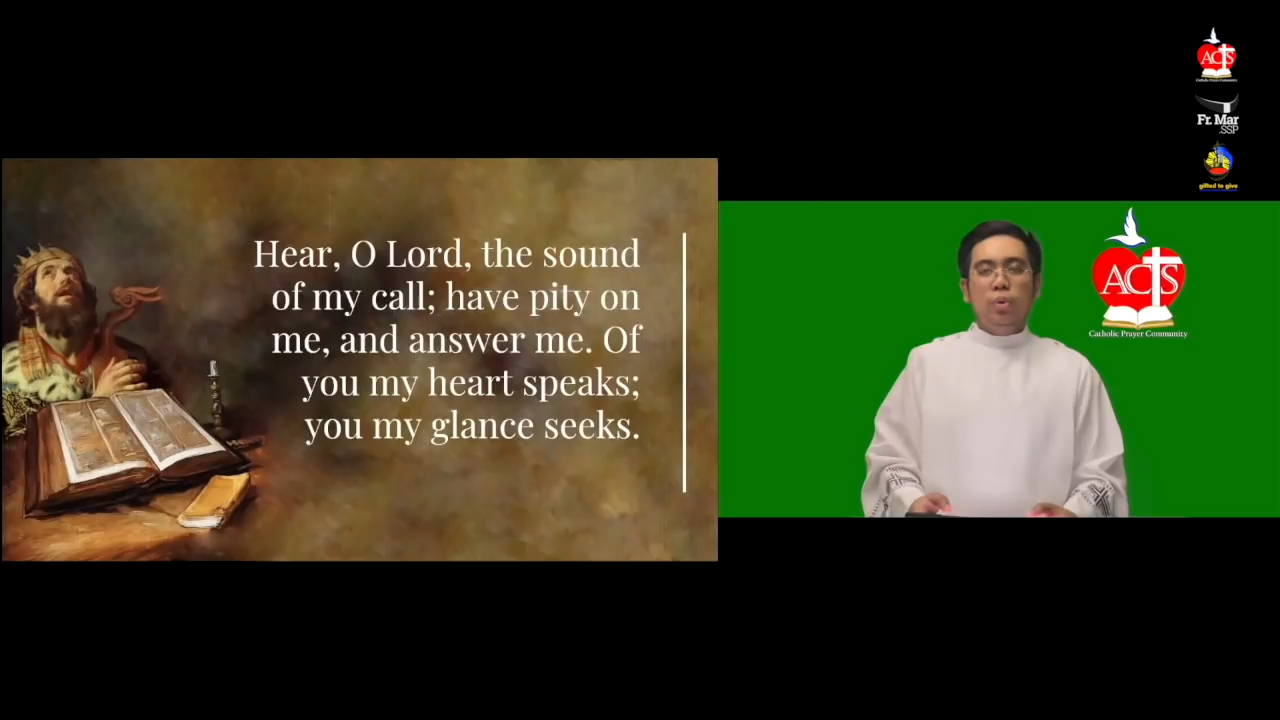 Hear, O Lord, the sound
of my call; have pity on
me, and answer me. Of
you my heart speaks;
you my glance seeks.
ACTS
Catholic Prayer Community
Fr. Mar
.SSP
gifted to give
ACTS
Catholic Prayer Community